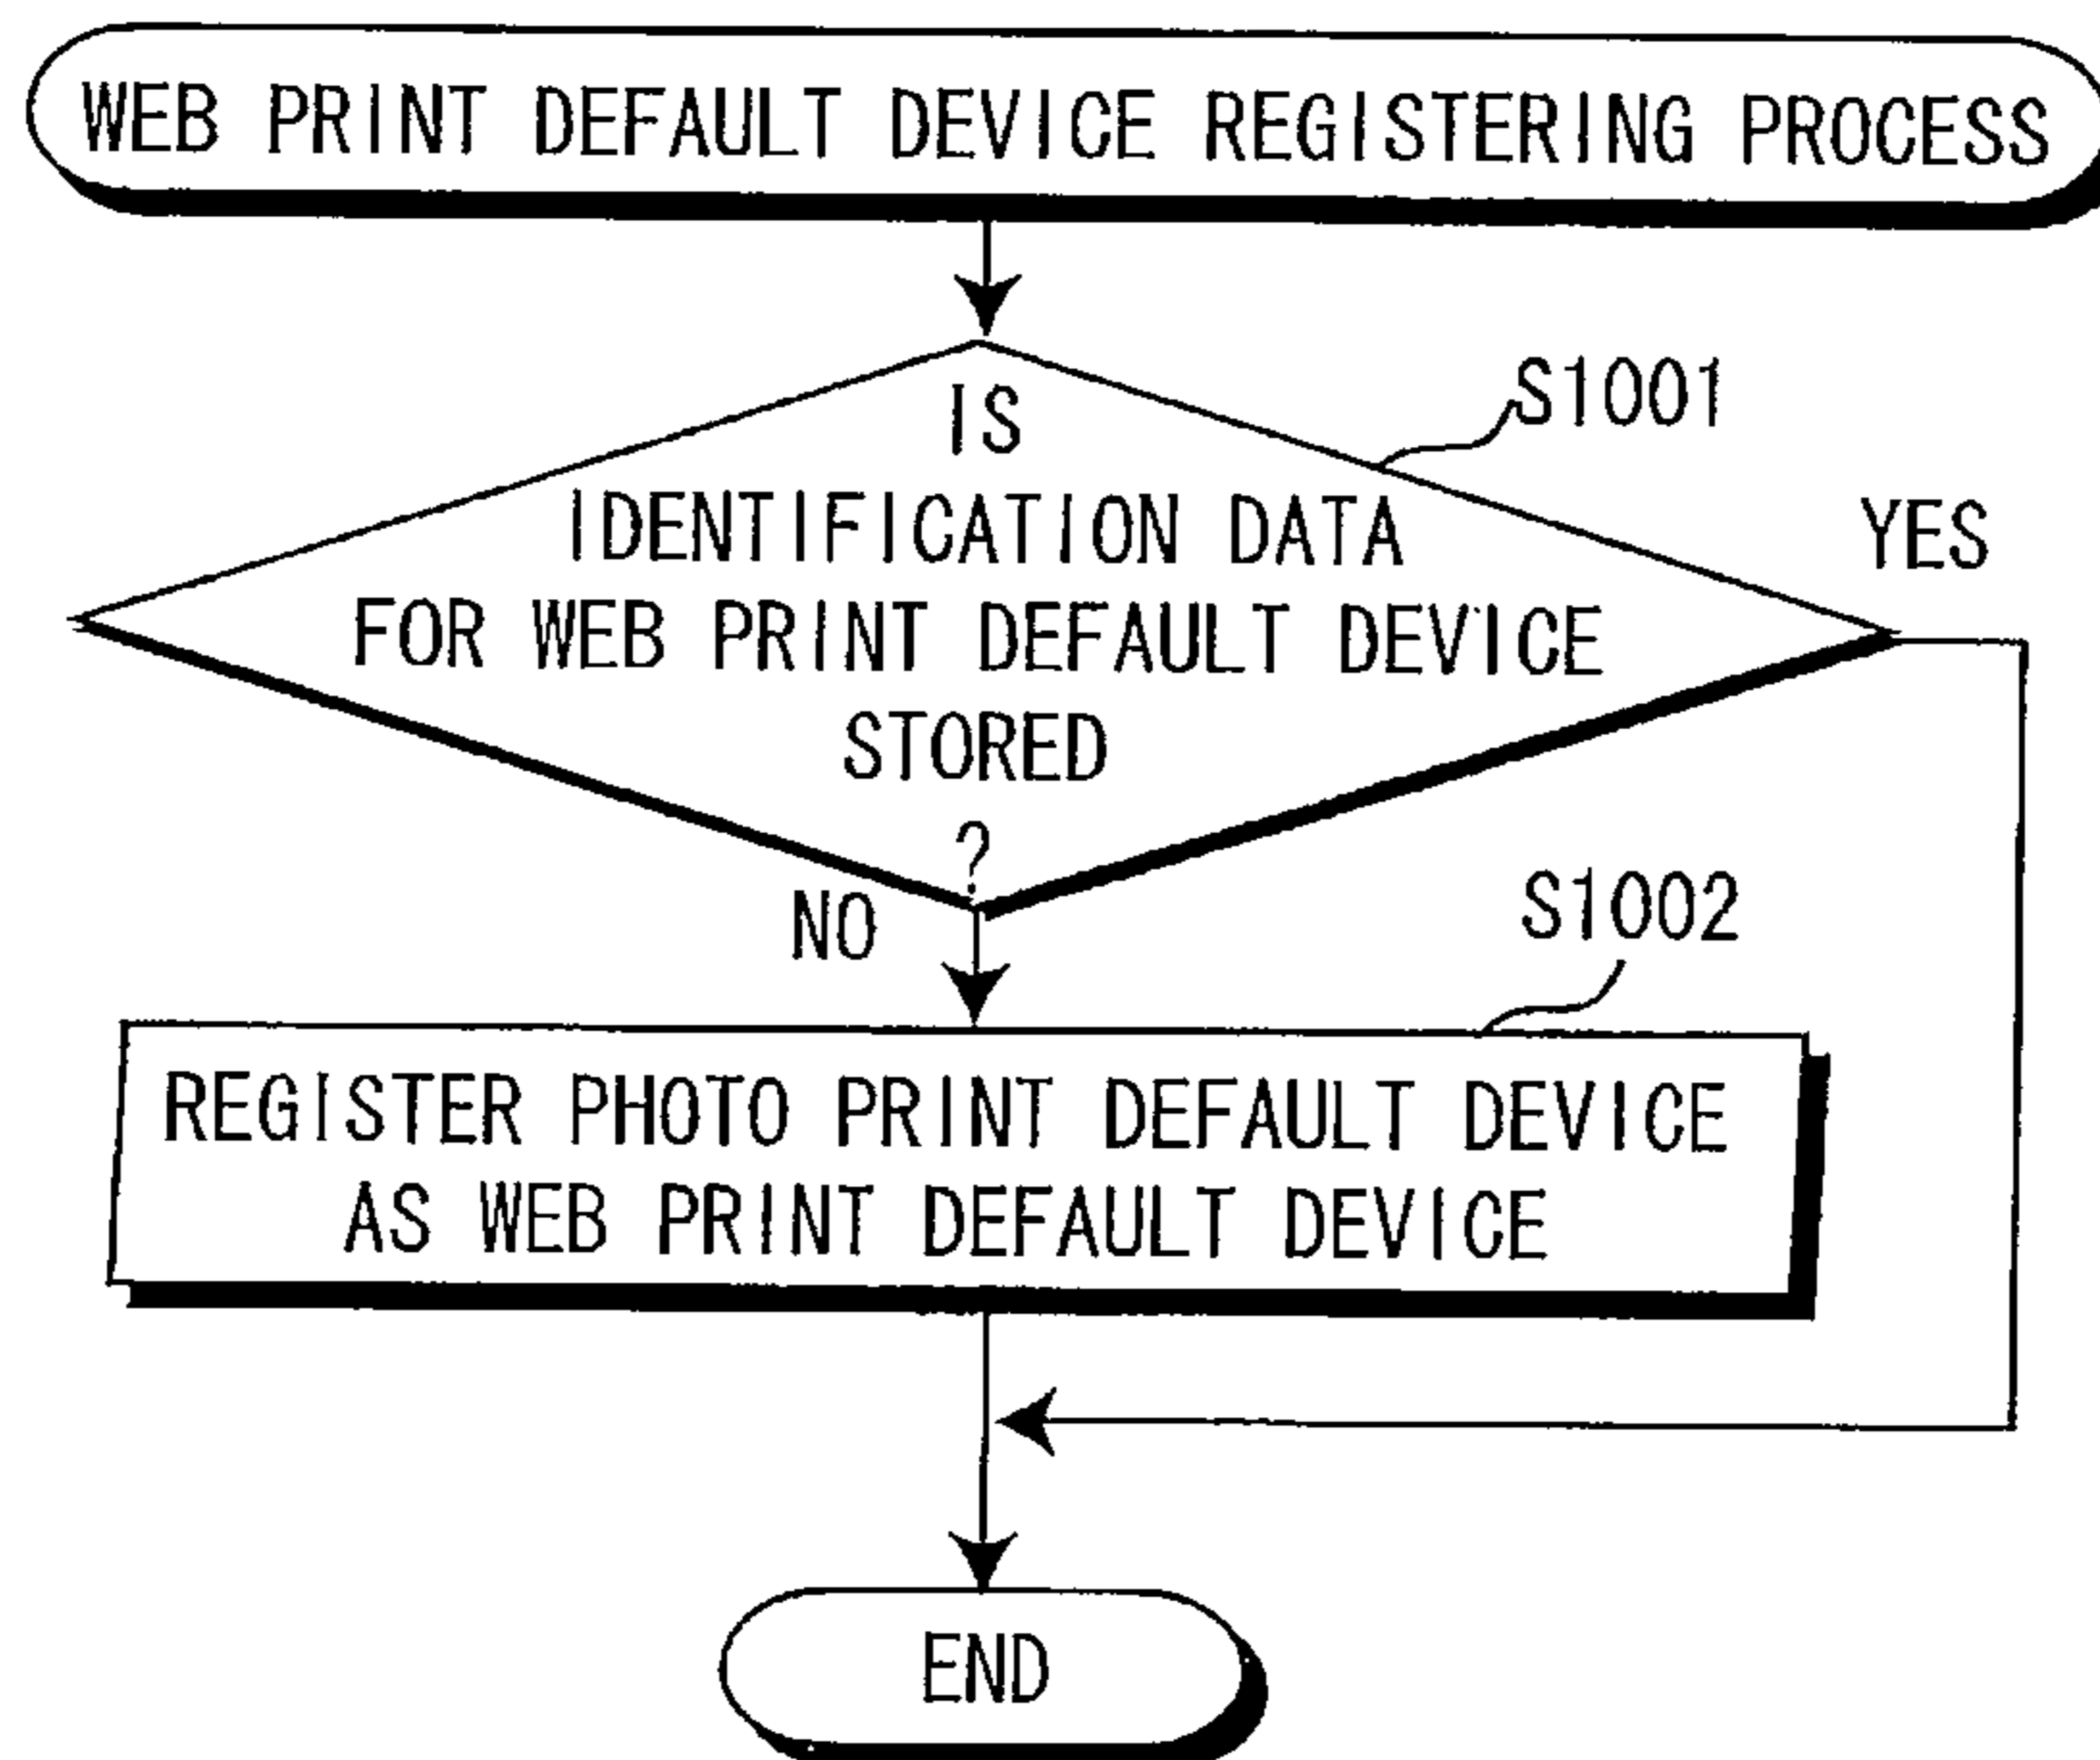 WEB PRINT DEFAULT DEVICE REGISTERING PROCESS
IS
S1001
IDENTIFICATION DATA
YES
FOR WEB PRINT DEFAULT DEVICE
STORED
?
NO
S1002
REGISTER PHOTO PRINT DEFAULT DEVICE
AS WEB PRINT DEFAULT DEVICE
END